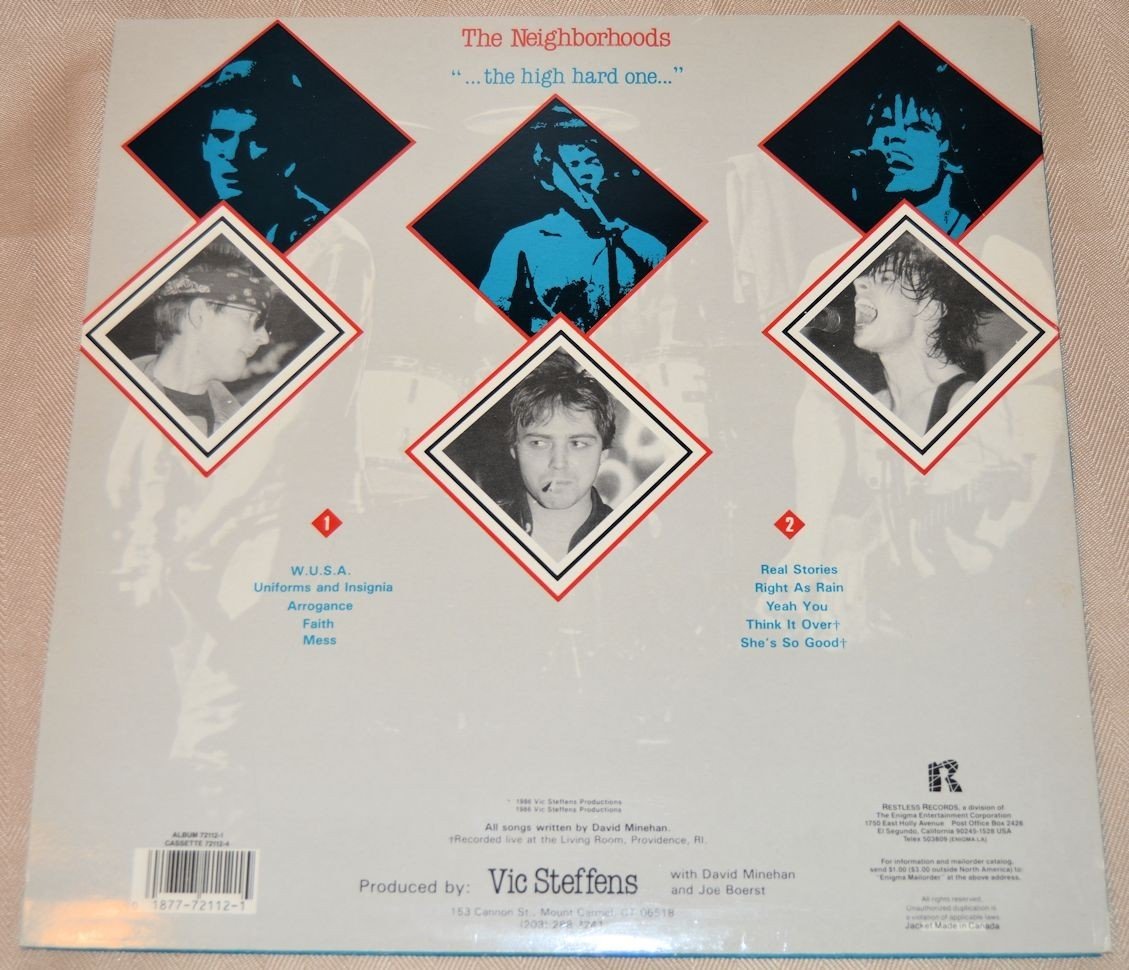 The Neighborhoods
“...the high hard one...”
1
W.U.S.A.
Uniforms and Insignia
Arrogance
Faith
Mess
2
Real Stories
Right As Rain
Yeah You
Think It Over†
She's So Good†
1986 Vic Steffens Productions
1986 Vic Steffens Productions
All songs written by David Minehan.
†Recorded live at the Living Room, Providence, RI.
Produced by: Vic Steffens with David Minehan
and Joe Boerst
153 Cannon St., Mount Carmel, CT 06518
(203) 288
ALBUM 72112-1
CASSETTE 72112-4
0 1877-72112-1
R
RESTLESS RECORDS, a division of
The Enigma Entertainment Corporation
1750 East Holly Avenue Post Office Box 2428
El Segundo, California 90245-1528 USA
Telex 503809 (ENIGMA LA)
For information and mailorder catalog,
send $1.00 ($3.00 outside North America) to:
"Enigma Mailorder" at the above address.
All rights reserved.
Unauthorized duplication is
a violation of applicable laws.
Jacket Made in Canada